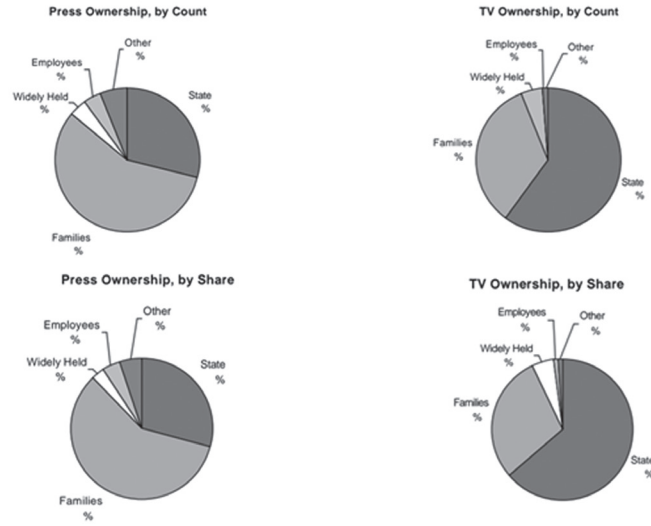 Press Ownership, by Count
Other
%
Employees
%
Widely Held
%
State
%
Families
%
TV Ownership, by Count
Employees
%
Other
%
Widely Held
%
Families
%
State
%
Press Ownership, by Share
Other
%
Employees
%
Widely Held
%
State
%
Families
%
TV Ownership, by Share
Employees
%
Other
%
Widely Held
%
Families
%
State
%